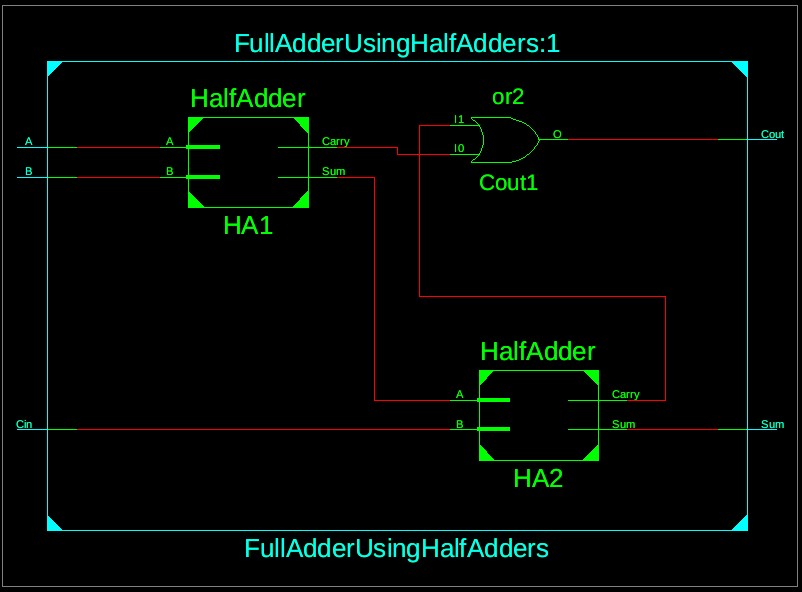 FullAdderUsingHalfAdders:1
HalfAdder
or2
I1
A
A
Carry
O
Cout
I0
B
B
Sum
Cout1
HA1
HalfAdder
A
Carry
Cin
B
Sum
Sum
HA2
FullAdderUsingHalfAdders